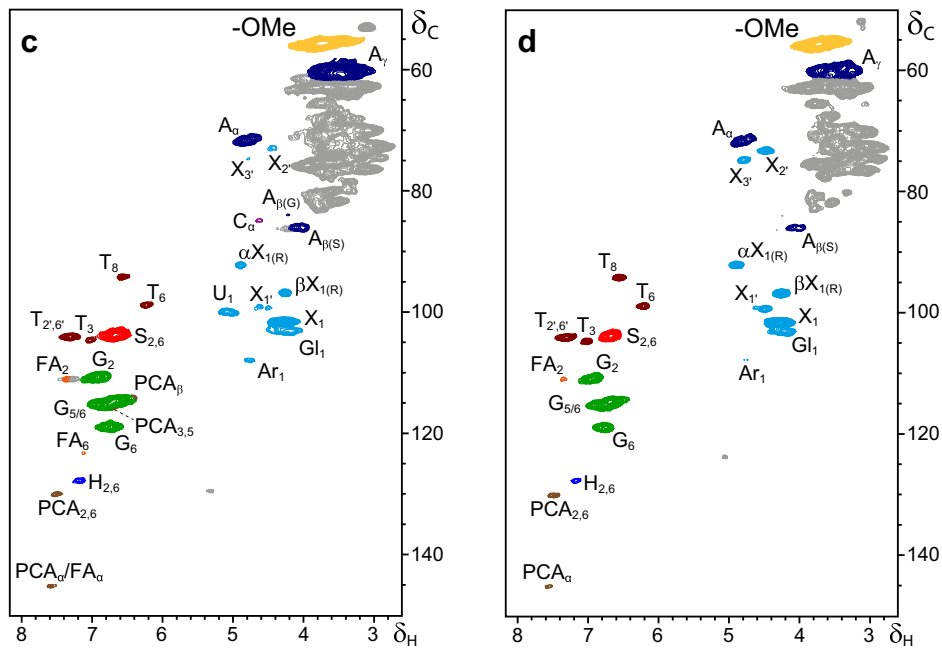 c
-OMe
δC
Aγ
60
Aα
X3'
X2'
80
Aβ(G)
Cα
Aβ(S)
αX1(R)
T8
T6
βX1(R)
U1
X1'
100
T2',6'
T3
S2,6
X1
Gl1
FA2
G2
Ar1
PCAβ
G5/6
PCA3,5
FA6
G6
120
H2,6
PCA2,6
140
PCAα/FAα
8 7 6 5 4 3 δH
d
-OMe
δC
Aγ
60
Aα
X3'
X2'
80
Aβ(S)
αX1(R)
T8
T6
βX1(R)
X1'
100
T2',6'
T3
S2,6
X1
Gl1
FA2
G2
Ar1
G5/6
G6
120
H2,6
PCA2,6
140
PCAα
8 7 6 5 4 3 δH